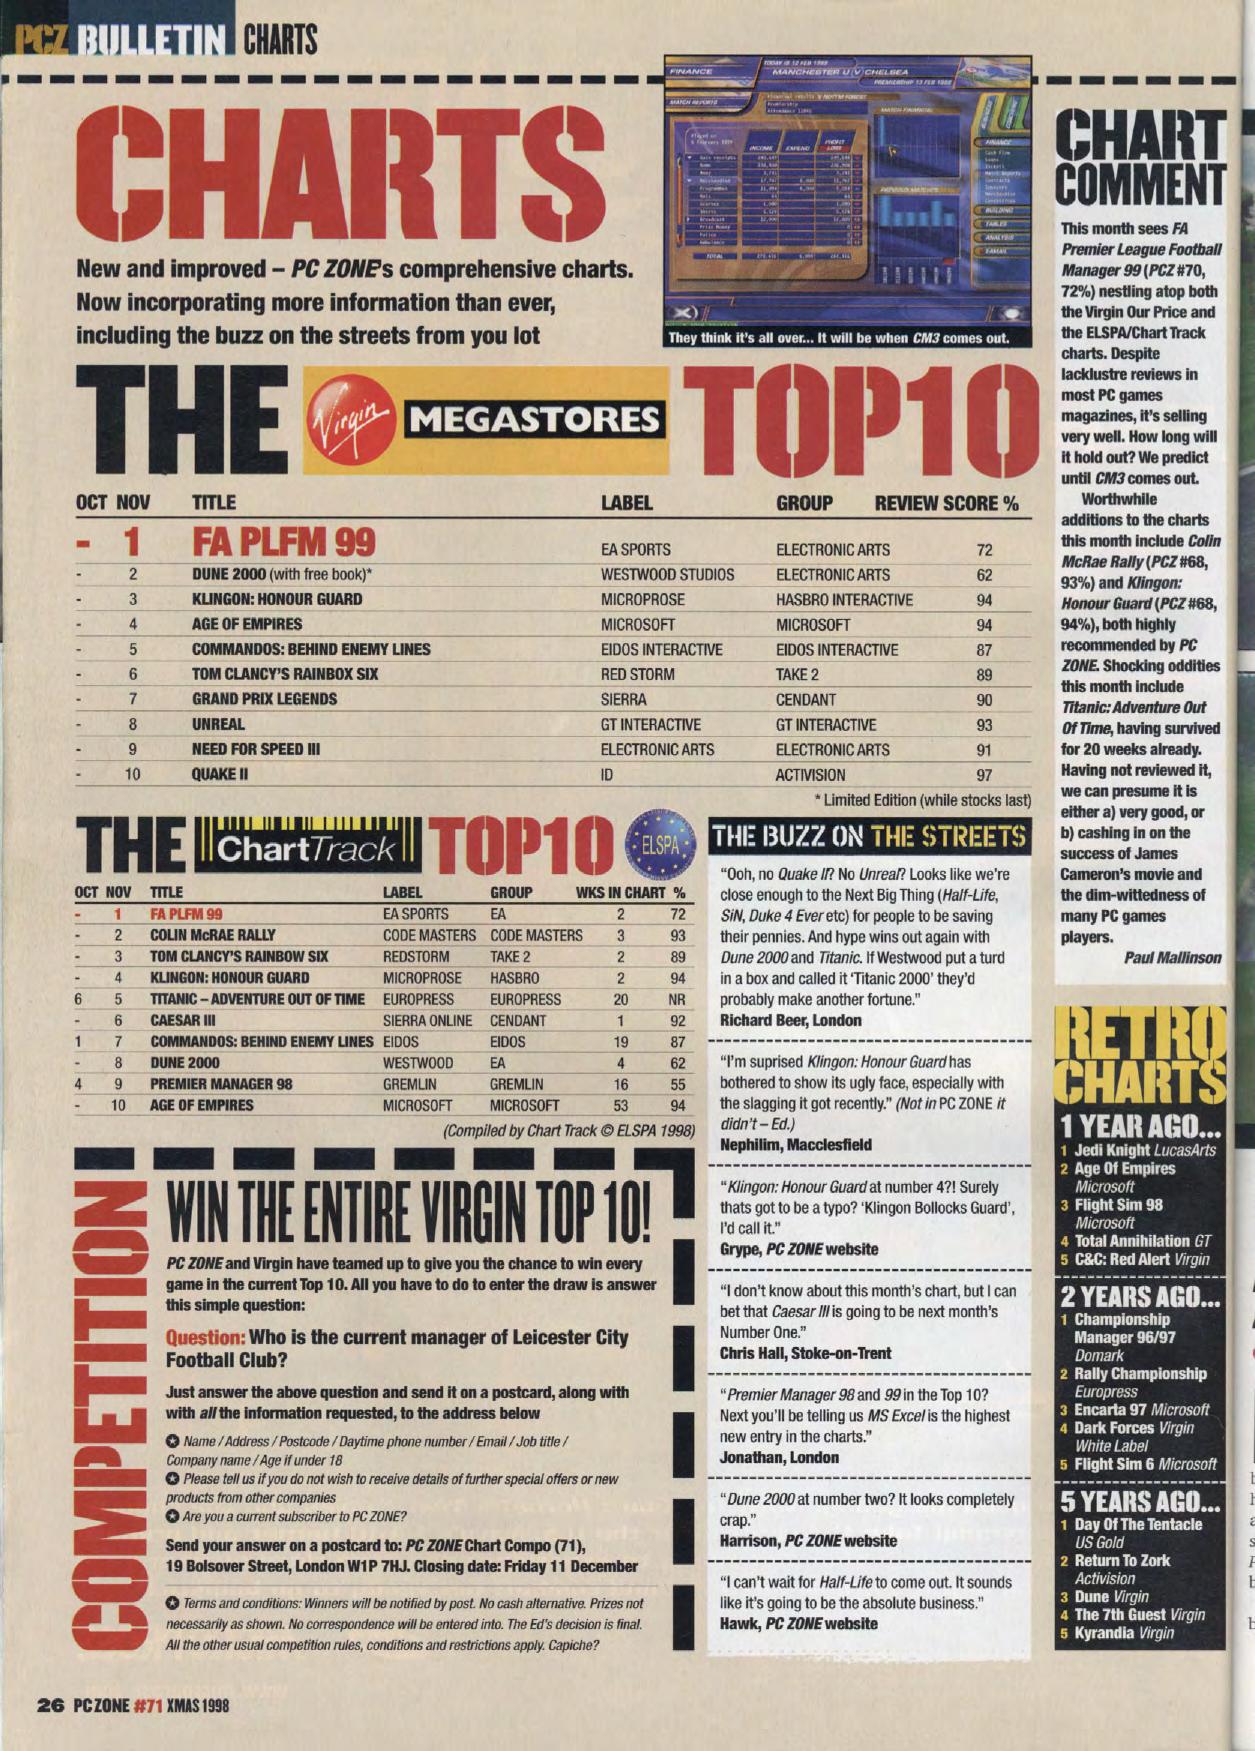 PCZ BULLETIN CHARTS
CHARTS
New and improved – PC ZONE's comprehensive charts.
Now incorporating more information than ever,
including the buzz on the streets from you lot
FINANCE
TODAY IS 12 FEB 1999
MANCHESTER U V CHELSEA
PREMIERSHIP 13 FEB 1999
MATCH REPORTS
INCOME EXPEND PROFIT LOSS
TOTAL
FINANCE
BUILDING
TABLES
ANALYSIS
They think it's all over... It will be when CM3 comes out.
THE Virgin MEGASTORES TOP10
OCT NOV TITLE LABEL GROUP REVIEW SCORE %
- 1 FA PLFM 99 EA SPORTS ELECTRONIC ARTS 72
- 2 DUNE 2000 (with free book)* WESTWOOD STUDIOS ELECTRONIC ARTS 62
- 3 KLINGON: HONOUR GUARD MICROPROSE HASBRO INTERACTIVE 94
- 4 AGE OF EMPIRES MICROSOFT MICROSOFT 94
- 5 COMMANDOS: BEHIND ENEMY LINES EIDOS INTERACTIVE EIDOS INTERACTIVE 87
- 6 TOM CLANCY'S RAINBOX SIX RED STORM TAKE 2 89
- 7 GRAND PRIX LEGENDS SIERRA CENDANT 90
- 8 UNREAL GT INTERACTIVE GT INTERACTIVE 93
- 9 NEED FOR SPEED III ELECTRONIC ARTS ELECTRONIC ARTS 91
- 10 QUAKE II ID ACTIVISION 97
* Limited Edition (while stocks last)
THE ChartTrack TOP10 ELSPA
OCT NOV TITLE LABEL GROUP WKS IN CHART %
- 1 FA PLFM 99 EA SPORTS EA 2 72
- 2 COLIN McRAE RALLY CODE MASTERS CODE MASTERS 3 93
- 3 TOM CLANCY'S RAINBOW SIX REDSTORM TAKE 2 2 89
- 4 KLINGON: HONOUR GUARD MICROPROSE HASBRO 2 94
6 5 TITANIC – ADVENTURE OUT OF TIME EUROPRESS EUROPRESS 20 NR
- 6 CAESAR III SIERRA ONLINE CENDANT 1 92
1 7 COMMANDOS: BEHIND ENEMY LINES EIDOS EIDOS 19 87
- 8 DUNE 2000 WESTWOOD EA 4 62
4 9 PREMIER MANAGER 98 GREMLIN GREMLIN 16 55
- 10 AGE OF EMPIRES MICROSOFT MICROSOFT 53 94
(Compiled by Chart Track © ELSPA 1998)
COMPETITION
WIN THE ENTIRE VIRGIN TOP 10!
PC ZONE and Virgin have teamed up to give you the chance to win every
game in the current Top 10. All you have to do to enter the draw is answer
this simple question:
Question: Who is the current manager of Leicester City
Football Club?
Just answer the above question and send it on a postcard, along with
with all the information requested, to the address below
✪ Name / Address / Postcode / Daytime phone number / Email / Job title /
Company name / Age if under 18
✪ Please tell us if you do not wish to receive details of further special offers or new
products from other companies
✪ Are you a current subscriber to PC ZONE?
Send your answer on a postcard to: PC ZONE Chart Compo (71),
19 Bolsover Street, London W1P 7HJ. Closing date: Friday 11 December
✪ Terms and conditions: Winners will be notified by post. No cash alternative. Prizes not
necessarily as shown. No correspondence will be entered into. The Ed's decision is final.
All the other usual competition rules, conditions and restrictions apply. Capiche?
THE BUZZ ON THE STREETS
"Ooh, no Quake II? No Unreal? Looks like we're
close enough to the Next Big Thing (Half-Life,
SiN, Duke 4 Ever etc) for people to be saving
their pennies. And hype wins out again with
Dune 2000 and Titanic. If Westwood put a turd
in a box and called it 'Titanic 2000' they'd
probably make another fortune."
Richard Beer, London
"I'm suprised Klingon: Honour Guard has
bothered to show its ugly face, especially with
the slagging it got recently." (Not in PC ZONE it
didn't – Ed.)
Nephilim, Macclesfield
"Klingon: Honour Guard at number 4?! Surely
thats got to be a typo? 'Klingon Bollocks Guard',
I'd call it."
Grype, PC ZONE website
"I don't know about this month's chart, but I can
bet that Caesar III is going to be next month's
Number One."
Chris Hall, Stoke-on-Trent
"Premier Manager 98 and 99 in the Top 10?
Next you'll be telling us MS Excel is the highest
new entry in the charts."
Jonathan, London
"Dune 2000 at number two? It looks completely
crap."
Harrison, PC ZONE website
"I can't wait for Half-Life to come out. It sounds
like it's going to be the absolute business."
Hawk, PC ZONE website
CHART
COMMENT
This month sees FA
Premier League Football
Manager 99 (PCZ #70,
72%) nestling atop both
the Virgin Our Price and
the ELSPA/Chart Track
charts. Despite
lacklustre reviews in
most PC games
magazines, it's selling
very well. How long will
it hold out? We predict
until CM3 comes out.
Worthwhile
additions to the charts
this month include Colin
McRae Rally (PCZ #68,
93%) and Klingon:
Honour Guard (PCZ #68,
94%), both highly
recommended by PC
ZONE. Shocking oddities
this month include
Titanic: Adventure Out
Of Time, having survived
for 20 weeks already.
Having not reviewed it,
we can presume it is
either a) very good, or
b) cashing in on the
success of James
Cameron's movie and
the dim-wittedness of
many PC games
players.
Paul Mallinson
RETRO
CHARTS
1 YEAR AGO...
1 Jedi Knight LucasArts
2 Age Of Empires
Microsoft
3 Flight Sim 98
Microsoft
4 Total Annihilation GT
5 C&C: Red Alert Virgin
2 YEARS AGO...
1 Championship
Manager 96/97
Domark
2 Rally Championship
Europress
3 Encarta 97 Microsoft
4 Dark Forces Virgin
White Label
5 Flight Sim 6 Microsoft
5 YEARS AGO...
1 Day Of The Tentacle
US Gold
2 Return To Zork
Activision
3 Dune Virgin
4 The 7th Guest Virgin
5 Kyrandia Virgin
26 PC ZONE #71 XMAS 1998